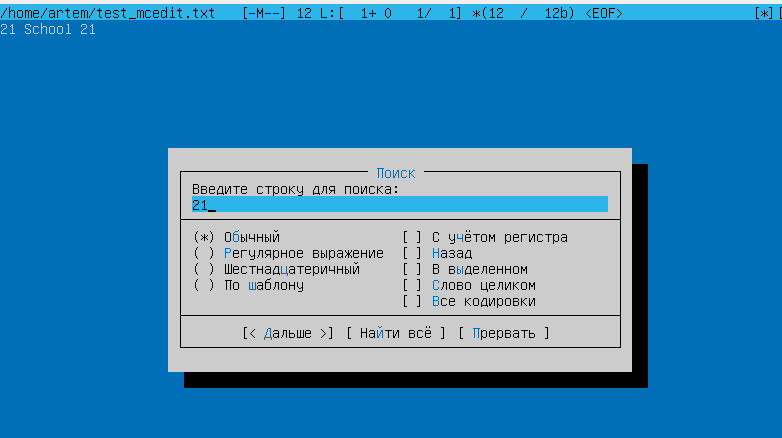 /home/artem/test_mcedit.txt [-M--] 12 L:[ 1+ 0 1/ 1] *(12 / 12b) <EOF> [*][
21 School 21
Поиск
Введите строку для поиска:
21_
(*) Обычный [ ] С учётом регистра
( ) Регулярное выражение [ ] Назад
( ) Шестнадцатеричный [ ] В выделенном
( ) По шаблону [ ] Слово целиком
[ ] Все кодировки
[< Дальше >] [ Найти всё ] [ Прервать ]